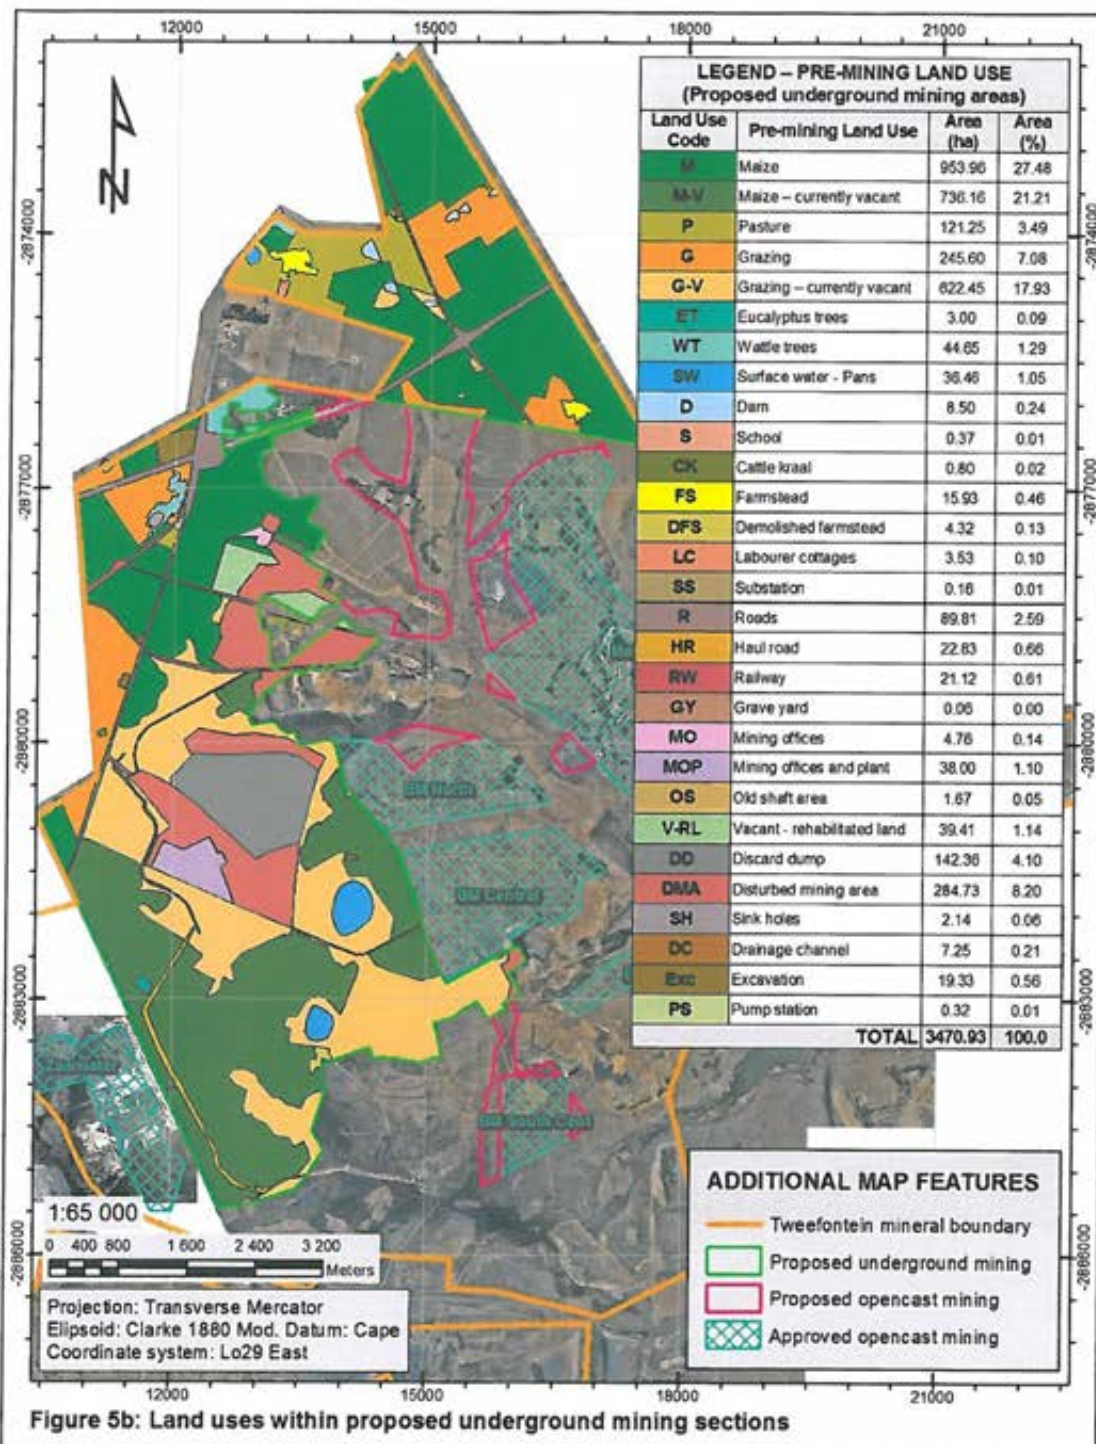 12000 15000 18000 21000
N
LEGEND – PRE-MINING LAND USE
(Proposed underground mining areas)
Land Use Code Pre-mining Land Use Area (ha) Area (%)
M Maize 953.96 27.48
M-V Maize – currently vacant 736.16 21.21
P Pasture 121.25 3.49
G Grazing 245.60 7.08
G-V Grazing – currently vacant 622.45 17.93
ET Eucalyptus trees 3.00 0.09
WT Wattle trees 44.65 1.29
SW Surface water - Pans 36.46 1.05
D Dam 8.50 0.24
S School 0.37 0.01
CK Cattle kraal 0.80 0.02
FS Farmstead 15.93 0.46
DFS Demolished farmstead 4.32 0.13
LC Labourer cottages 3.53 0.10
SS Substation 0.16 0.01
R Roads 89.81 2.59
HR Haul road 22.83 0.66
RW Railway 21.12 0.61
GY Grave yard 0.06 0.00
MO Mining offices 4.76 0.14
MOP Mining offices and plant 38.00 1.10
OS Old shaft area 1.67 0.05
V-RL Vacant - rehabilitated land 39.41 1.14
DD Discard dump 142.36 4.10
DMA Disturbed mining area 284.73 8.20
SH Sink holes 2.14 0.06
DC Drainage channel 7.25 0.21
Exc Excavation 19.33 0.56
PS Pump station 0.32 0.01
TOTAL 3470.93 100.0
-2874000 -2874000
-2877000 -2877000
-2880000 -2880000
BM North
BM Central
-2883000 -2883000
BM South Cent
-2886000 -2886000
1:65 000
0 400 800 1 600 2 400 3 200
Meters
Projection: Transverse Mercator
Elipsoid: Clarke 1880 Mod. Datum: Cape
Coordinate system: Lo29 East
ADDITIONAL MAP FEATURES
Tweefontein mineral boundary
Proposed underground mining
Proposed opencast mining
Approved opencast mining
12000 15000 18000 21000
Figure 5b: Land uses within proposed underground mining sections